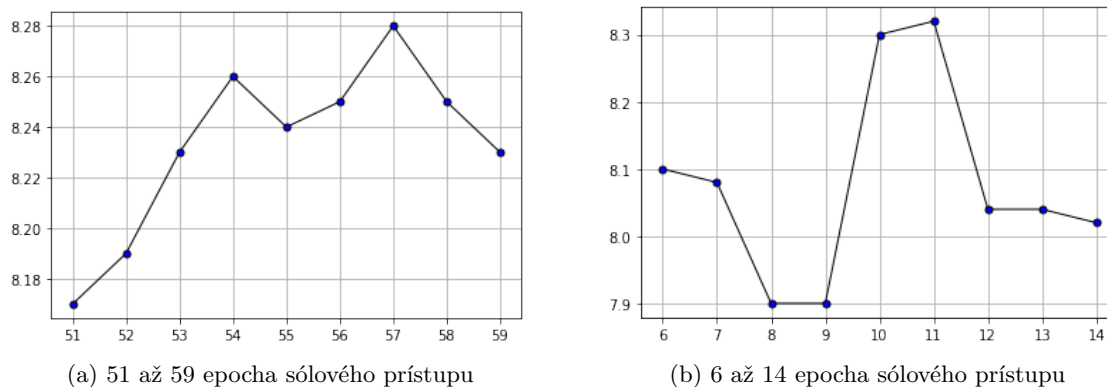 8.28
8.26
8.24
8.22
8.20
8.18
51 52 53 54 55 56 57 58 59
(a) 51 až 59 epocha sólového prístupu
8.3
8.2
8.1
8.0
7.9
6 7 8 9 10 11 12 13 14
(b) 6 až 14 epocha sólového prístupu